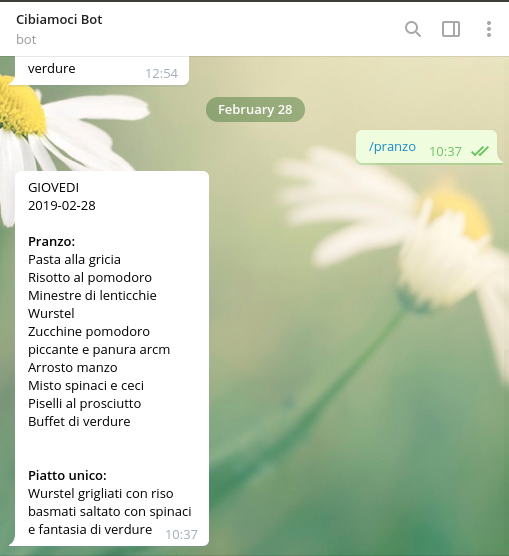 Cibiamoci Bot
bot
verdure
12:54
February 28
/pranzo 10:37
GIOVEDI
2019-02-28
Pranzo:
Pasta alla gricia
Risotto al pomodoro
Minestre di lenticchie
Wurstel
Zucchine pomodoro
piccante e panura arcm
Arrosto manzo
Misto spinaci e ceci
Piselli al prosciutto
Buffet di verdure
Piatto unico:
Wurstel grigliati con riso
basmati saltato con spinaci
e fantasia di verdure 10:37